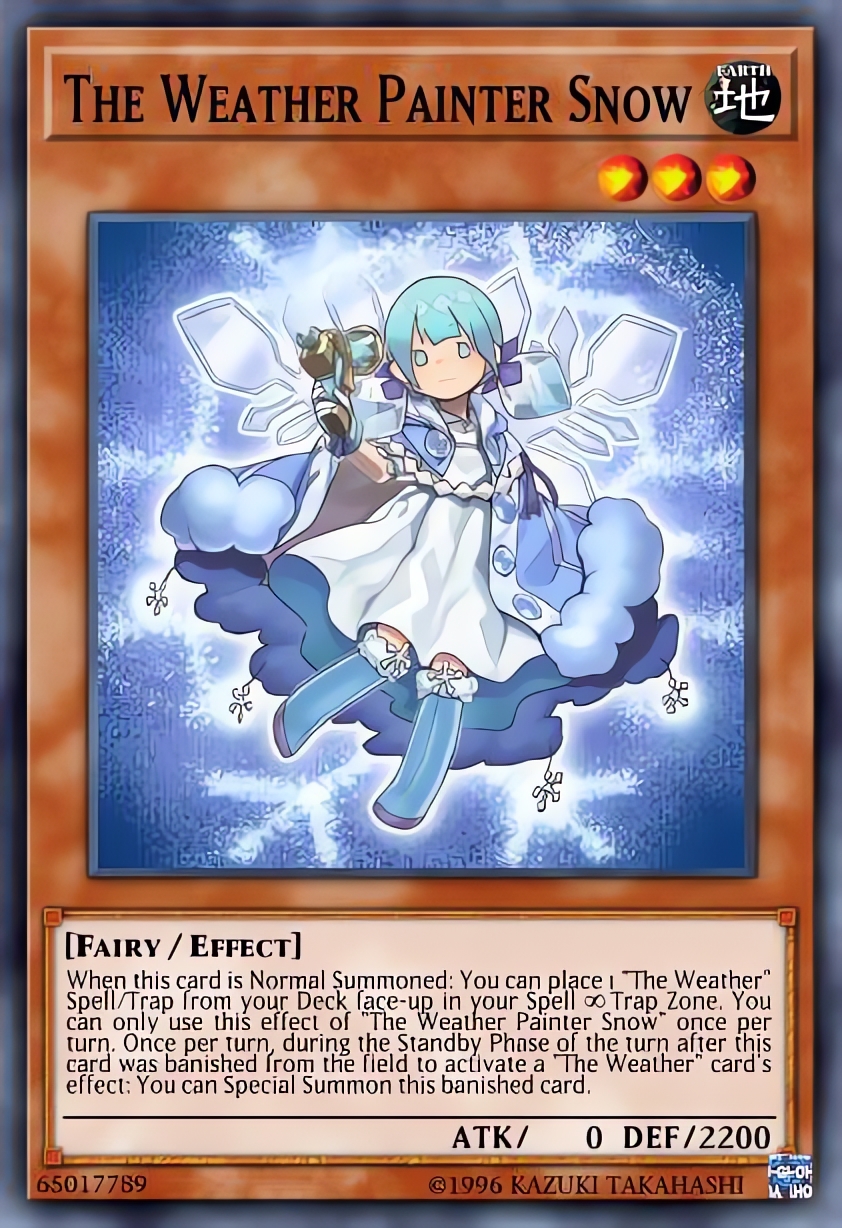 THE WEATHER PAINTER SNOW
EARTH
地
[FAIRY / EFFECT]
When this card is Normal Summoned: You can place 1 "The Weather"
Spell/Trap from your Deck face-up in your Spell ∞ Trap Zone. You
can only use this effect of "The Weather Painter Snow" once per
turn. Once per turn, during the Standby Phase of the turn after this
card was banished from the field to activate a "The Weather" card's
effect: You can Special Summon this banished card.
ATK/ 0 DEF/2200
65017789 ©1996 KAZUKI TAKAHASHI